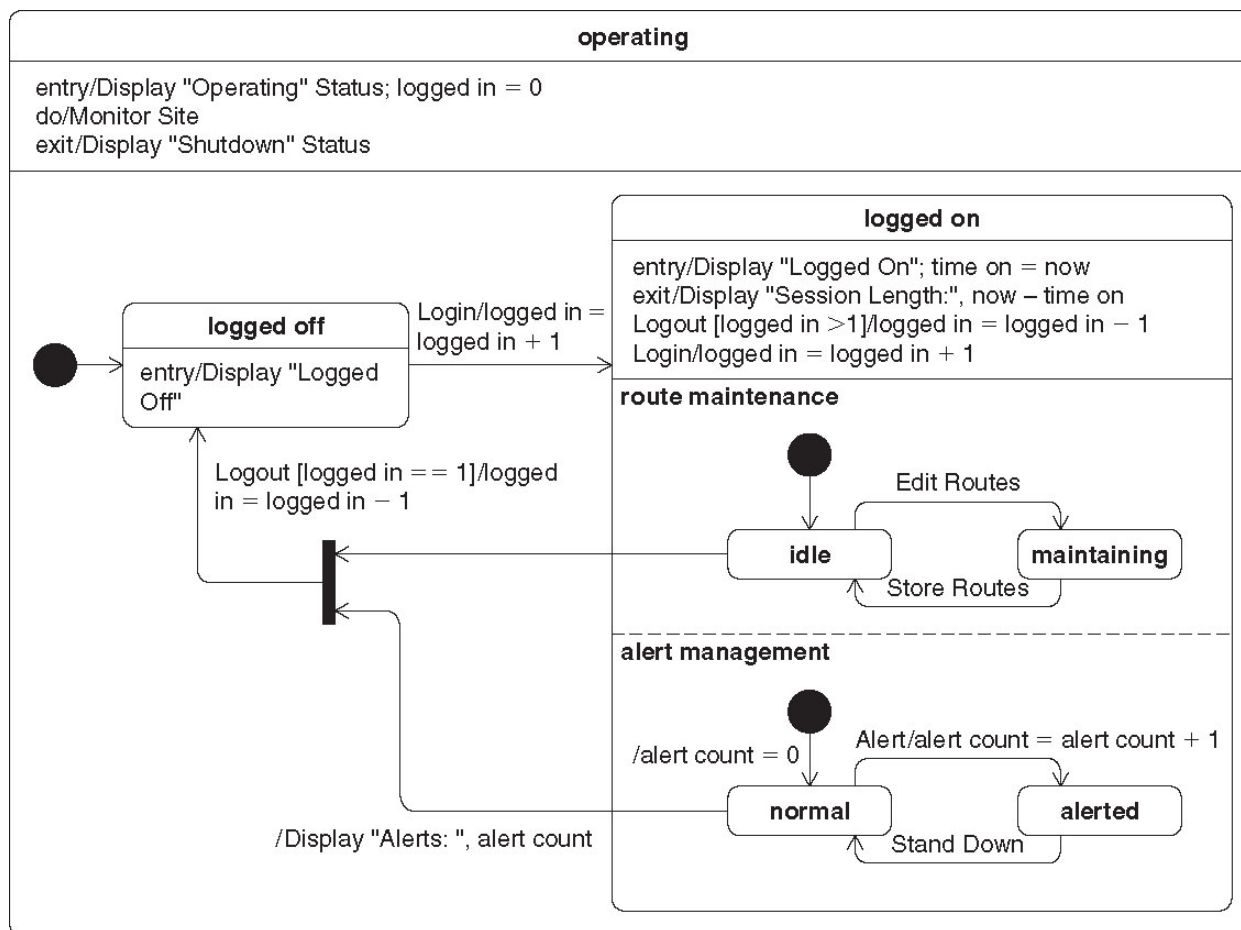 operating
entry/Display "Operating" Status; logged in = 0
do/Monitor Site
exit/Display "Shutdown" Status
logged on
entry/Display "Logged On"; time on = now
exit/Display "Session Length:", now – time on
Logout [logged in >1]/logged in = logged in − 1
Login/logged in = logged in + 1
Login/logged in =
logged in + 1
logged off
entry/Display "Logged
Off"
Logout [logged in == 1]/logged
in = logged in − 1
route maintenance
Edit Routes
idle
maintaining
Store Routes
alert management
/alert count = 0
Alert/alert count = alert count + 1
normal
alerted
Stand Down
/Display "Alerts: ", alert count